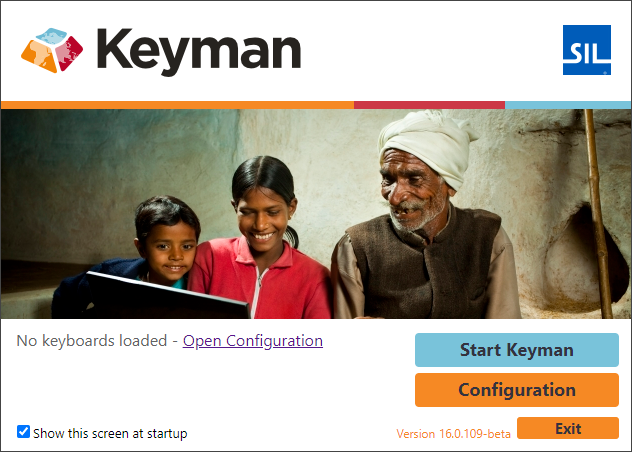 Keyman
SIL
No keyboards loaded - Open Configuration
Start Keyman
Configuration
Show this screen at startup
Version 16.0.109-beta
Exit